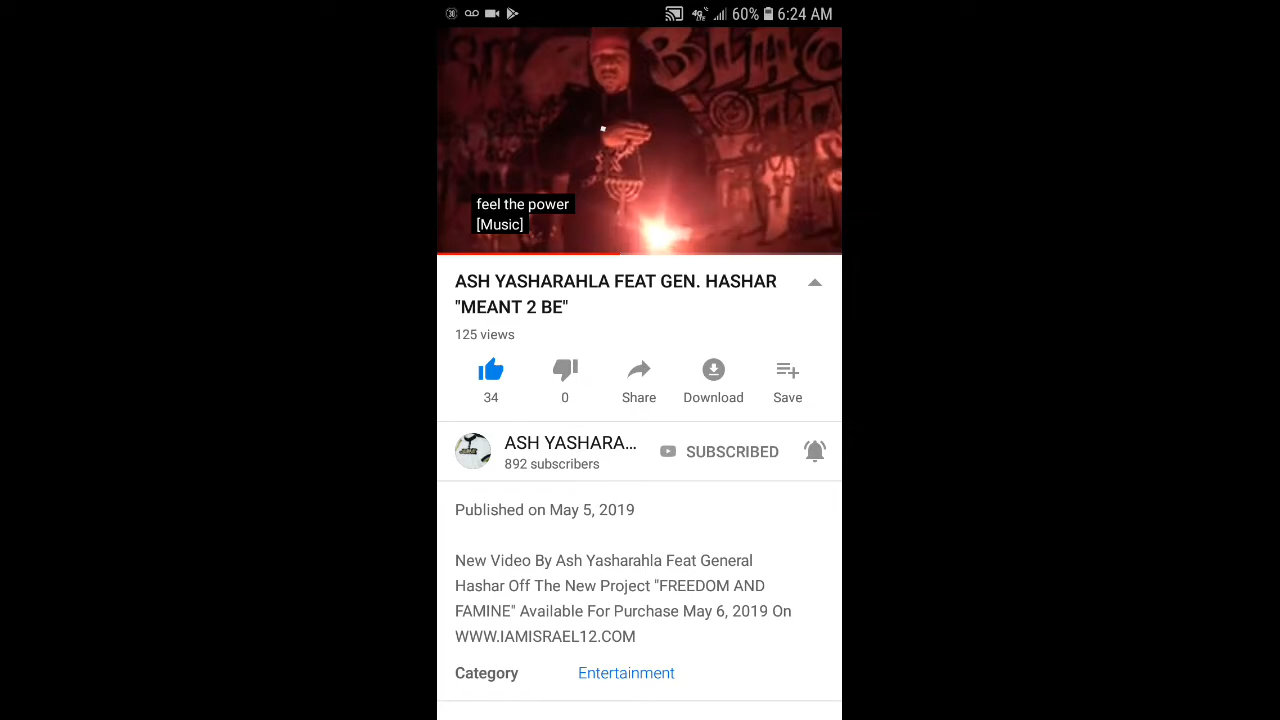 60% 6:24 AM
BLAC
feel the power
[Music]
ASH YASHARAHLA FEAT GEN. HASHAR
"MEANT 2 BE"
125 views
34
0
Share
Download
Save
ASH YASHARA...
892 subscribers
SUBSCRIBED
Published on May 5, 2019
New Video By Ash Yasharahla Feat General
Hashar Off The New Project "FREEDOM AND
FAMINE" Available For Purchase May 6, 2019 On
WWW.IAMISRAEL12.COM
Category
Entertainment